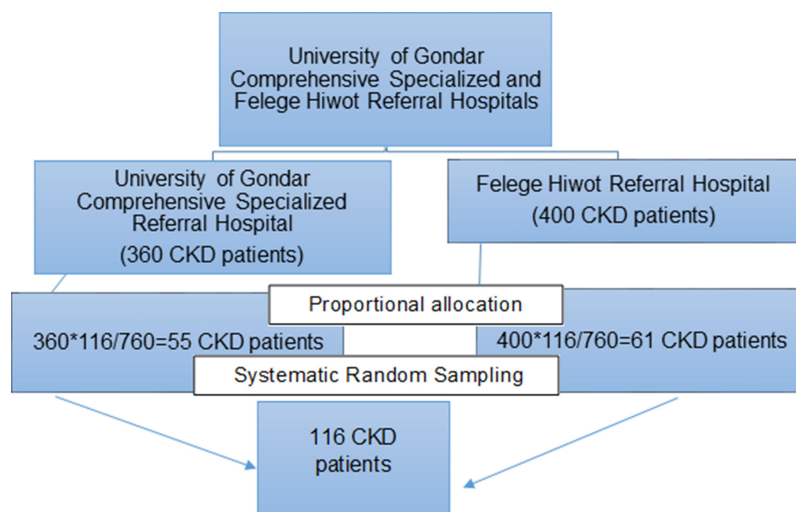 University of Gondar
Comprehensive Specialized and
Felege Hiwot Referral Hospitals
University of Gondar
Comprehensive Specialized
Referral Hospital
(360 CKD patients)
Felege Hiwot Referral Hospital
(400 CKD patients)
Proportional allocation
360*116/760=55 CKD patients
400*116/760=61 CKD patients
Systematic Random Sampling
116 CKD
patients